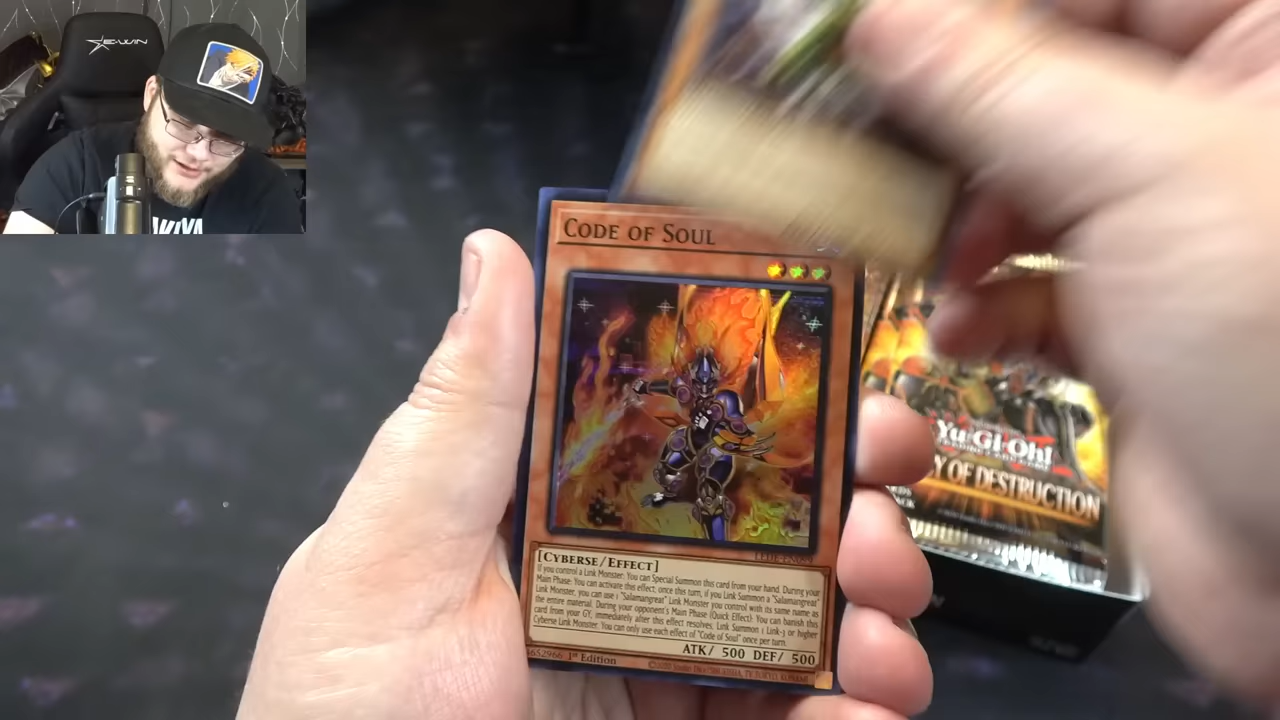 E-WIN
CODE OF SOUL
[CYBERSE/EFFECT]
If you control a Link Monster: You can Special Summon this card from your hand. During your
Main Phase: You can activate this effect; once this turn, if you Link Summon a "Salamangreat"
Link Monster, you can use 1 "Salamangreat" Link Monster you control with its same name as
the entire material. During your opponent's Main Phase (Quick Effect): You can banish this
card from your GY; immediately after this effect resolves, Link Summon 1 Link-3 or higher
Cyberse Link Monster. You can only use each effect of "Code of Soul" once per turn.
ATK/ 500 DEF/ 500
1st Edition
Yu-Gi-Oh!
TRADING CARD GAME
Y OF DESTRUCTION